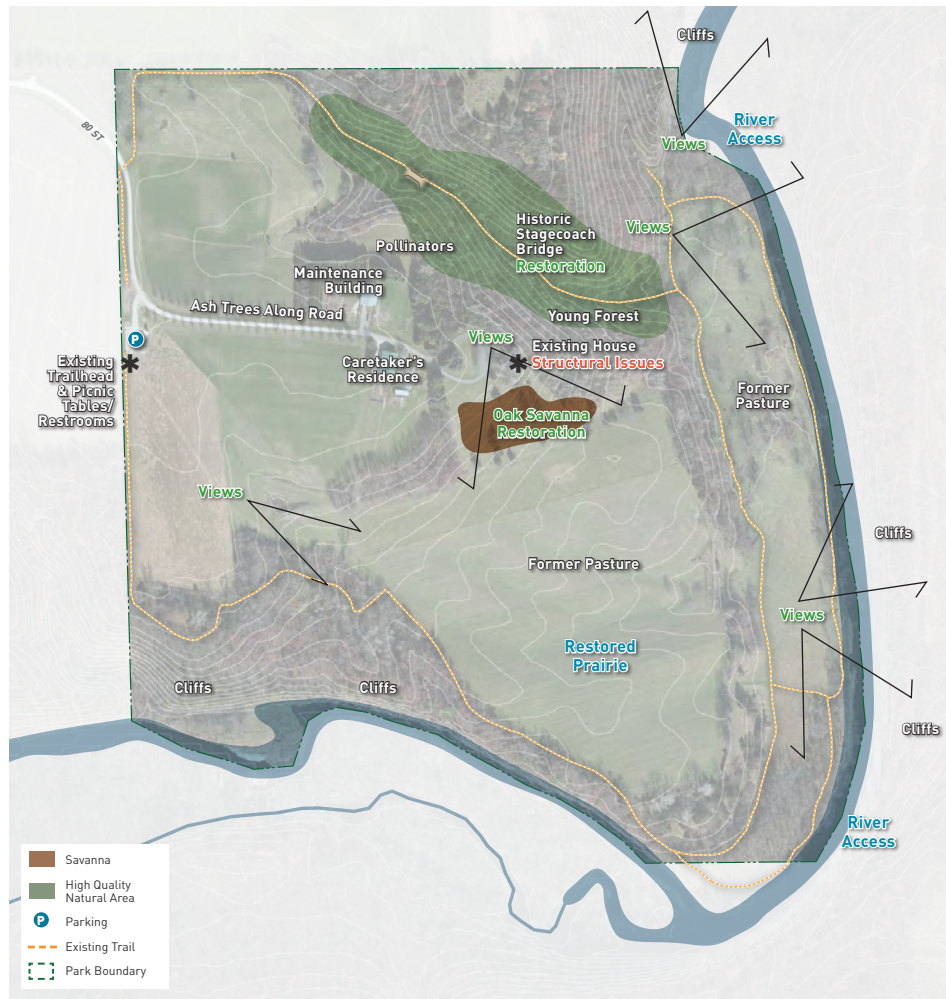 Cliffs
80 ST
River
Access
Views
Views
Historic
Stagecoach
Bridge
Restoration
Pollinators
Maintenance
Building
Ash Trees Along Road
Young Forest
P
Views
Existing House
Structural Issues
Existing
Trailhead
& Picnic
Tables/
Restrooms
Caretaker's
Residence
Former
Pasture
Oak Savanna
Restoration
Views
Cliffs
Former Pasture
Views
Restored
Prairie
Cliffs
Cliffs
Cliffs
River
Access
Savanna
High Quality
Natural Area
P
Parking
Existing Trail
Park Boundary